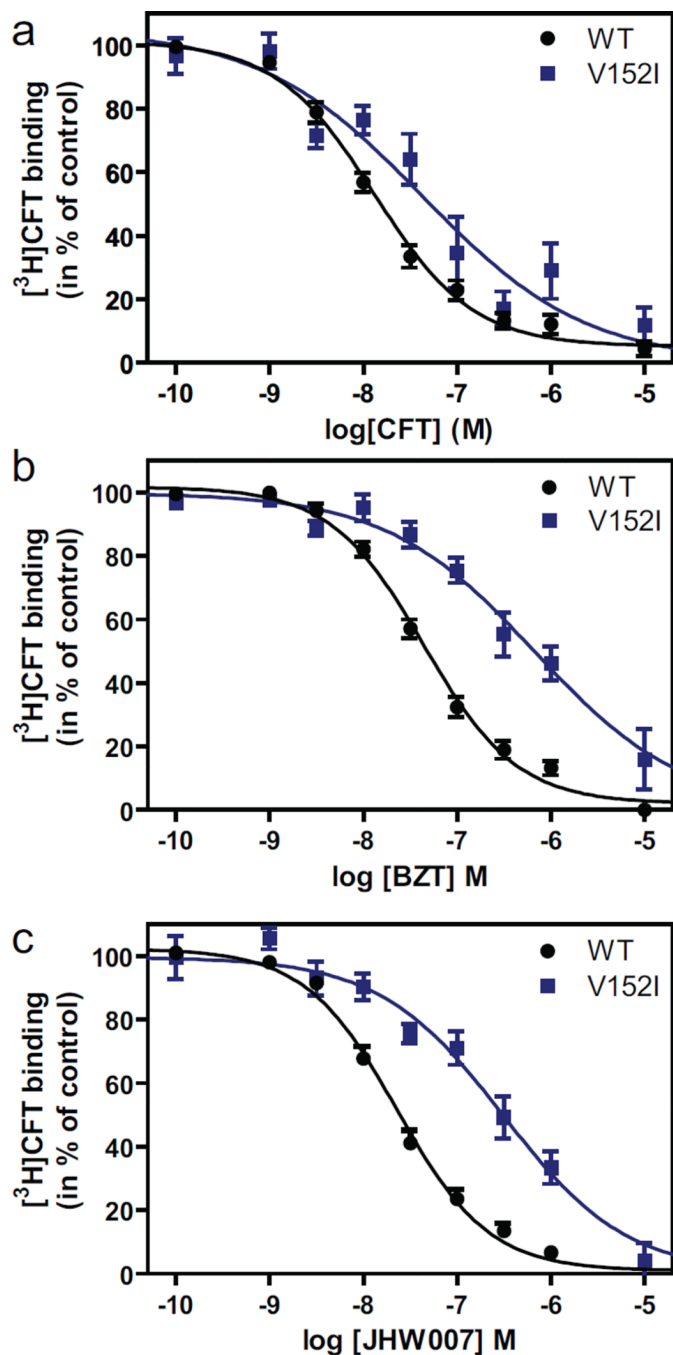 a
WT
V152I
[³H]CFT binding
(in % of control)
100
80
60
40
20
0
-10 -9 -8 -7 -6 -5
log[CFT] (M)
b
WT
V152I
[³H]CFT binding
(in % of control)
100
80
60
40
20
0
-10 -9 -8 -7 -6 -5
log [BZT] M
c
WT
V152I
[³H]CFT binding
(in % of control)
100
80
60
40
20
0
-10 -9 -8 -7 -6 -5
log [JHW007] M